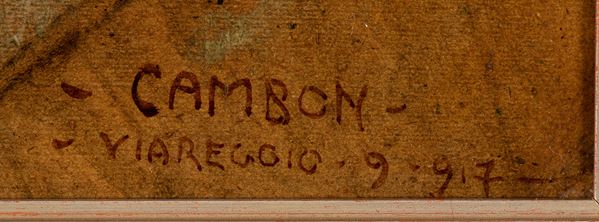 - CAMBON -
- VIAREGGIO - 9 - 917 -